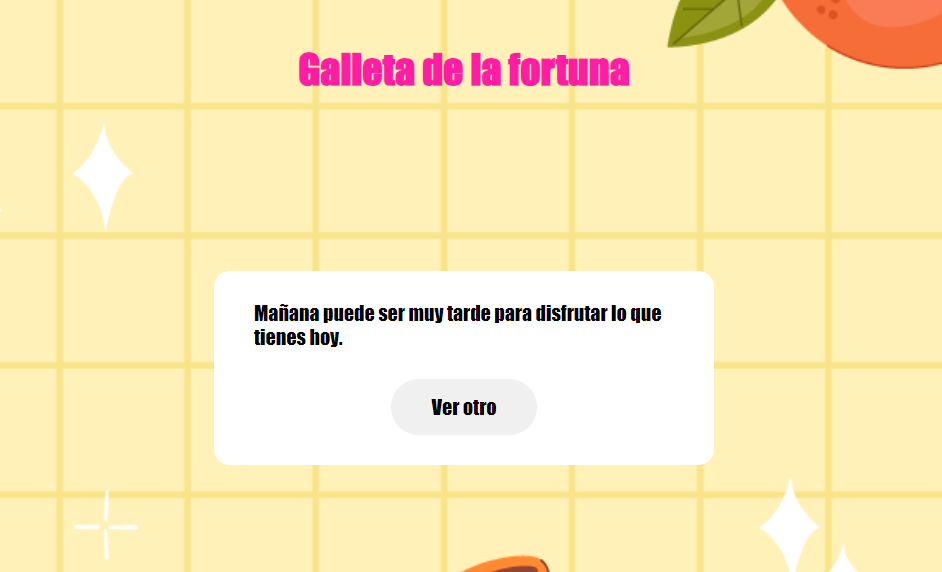 Galleta de la fortuna
Mañana puede ser muy tarde para disfrutar lo que
tienes hoy.
Ver otro